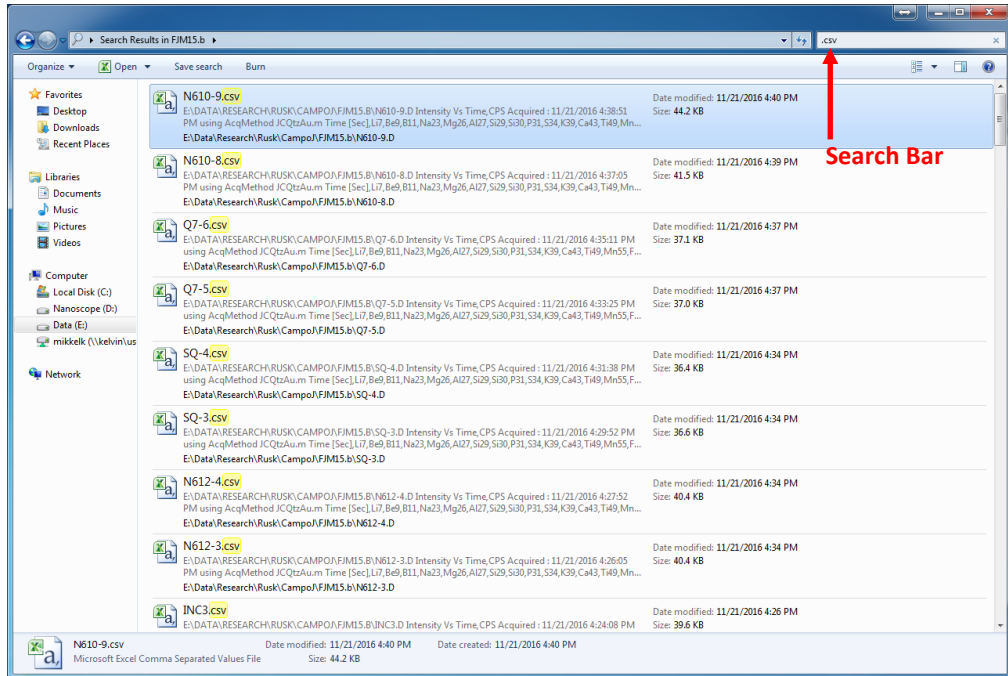 Search Results in FJM15.b
.csv
Organize Open Save search Burn
Favorites
Desktop
Downloads
Recent Places
Libraries
Documents
Music
Pictures
Videos
Computer
Local Disk (C:)
Nanoscope (D:)
Data (E:)
mikkelk (\\kelvin\us
Network
Search Bar
N610-9.csv
E:\DATA\RESEARCH\RUSK\CAMPOJ\FJM15.B\N610-9.D Intensity Vs Time,CPS Acquired : 11/21/2016 4:38:51
PM using AcqMethod JCQtzAu.m Time [Sec],Li7,Be9,B11,Na23,Mg26,Al27,Si29,Si30,P31,S34,K39,Ca43,Ti49,Mn...
E:\Data\Research\Rusk\CampoJ\FJM15.b\N610-9.D
Date modified: 11/21/2016 4:40 PM
Size: 44.2 KB
N610-8.csv
E:\DATA\RESEARCH\RUSK\CAMPOJ\FJM15.B\N610-8.D Intensity Vs Time,CPS Acquired : 11/21/2016 4:37:05
PM using AcqMethod JCQtzAu.m Time [Sec],Li7,Be9,B11,Na23,Mg26,Al27,Si29,Si30,P31,S34,K39,Ca43,Ti49,Mn...
E:\Data\Research\Rusk\CampoJ\FJM15.b\N610-8.D
Date modified: 11/21/2016 4:39 PM
Size: 41.5 KB
Q7-6.csv
E:\DATA\RESEARCH\RUSK\CAMPOJ\FJM15.B\Q7-6.D Intensity Vs Time,CPS Acquired : 11/21/2016 4:35:11 PM
using AcqMethod JCQtzAu.m Time [Sec],Li7,Be9,B11,Na23,Mg26,Al27,Si29,Si30,P31,S34,K39,Ca43,Ti49,Mn55,F...
E:\Data\Research\Rusk\CampoJ\FJM15.b\Q7-6.D
Date modified: 11/21/2016 4:37 PM
Size: 37.1 KB
Q7-5.csv
E:\DATA\RESEARCH\RUSK\CAMPOJ\FJM15.B\Q7-5.D Intensity Vs Time,CPS Acquired : 11/21/2016 4:33:25 PM
using AcqMethod JCQtzAu.m Time [Sec],Li7,Be9,B11,Na23,Mg26,Al27,Si29,Si30,P31,S34,K39,Ca43,Ti49,Mn55,F...
E:\Data\Research\Rusk\CampoJ\FJM15.b\Q7-5.D
Date modified: 11/21/2016 4:37 PM
Size: 37.0 KB
SQ-4.csv
E:\DATA\RESEARCH\RUSK\CAMPOJ\FJM15.B\SQ-4.D Intensity Vs Time,CPS Acquired : 11/21/2016 4:31:38 PM
using AcqMethod JCQtzAu.m Time [Sec],Li7,Be9,B11,Na23,Mg26,Al27,Si29,Si30,P31,S34,K39,Ca43,Ti49,Mn55,F...
E:\Data\Research\Rusk\CampoJ\FJM15.b\SQ-4.D
Date modified: 11/21/2016 4:34 PM
Size: 36.4 KB
SQ-3.csv
E:\DATA\RESEARCH\RUSK\CAMPOJ\FJM15.B\SQ-3.D Intensity Vs Time,CPS Acquired : 11/21/2016 4:29:52 PM
using AcqMethod JCQtzAu.m Time [Sec],Li7,Be9,B11,Na23,Mg26,Al27,Si29,Si30,P31,S34,K39,Ca43,Ti49,Mn55,F...
E:\Data\Research\Rusk\CampoJ\FJM15.b\SQ-3.D
Date modified: 11/21/2016 4:34 PM
Size: 36.6 KB
N612-4.csv
E:\DATA\RESEARCH\RUSK\CAMPOJ\FJM15.B\N612-4.D Intensity Vs Time,CPS Acquired : 11/21/2016 4:27:52
PM using AcqMethod JCQtzAu.m Time [Sec],Li7,Be9,B11,Na23,Mg26,Al27,Si29,Si30,P31,S34,K39,Ca43,Ti49,Mn...
E:\Data\Research\Rusk\CampoJ\FJM15.b\N612-4.D
Date modified: 11/21/2016 4:34 PM
Size: 40.4 KB
N612-3.csv
E:\DATA\RESEARCH\RUSK\CAMPOJ\FJM15.B\N612-3.D Intensity Vs Time,CPS Acquired : 11/21/2016 4:26:05
PM using AcqMethod JCQtzAu.m Time [Sec],Li7,Be9,B11,Na23,Mg26,Al27,Si29,Si30,P31,S34,K39,Ca43,Ti49,Mn...
E:\Data\Research\Rusk\CampoJ\FJM15.b\N612-3.D
Date modified: 11/21/2016 4:34 PM
Size: 40.4 KB
INC3.csv
E:\DATA\RESEARCH\RUSK\CAMPOJ\FJM15.B\INC3.D Intensity Vs Time,CPS Acquired : 11/21/2016 4:24:08 PM
Date modified: 11/21/2016 4:26 PM
Size: 39.6 KB
N610-9.csv Date modified: 11/21/2016 4:40 PM Date created: 11/21/2016 4:40 PM
Microsoft Excel Comma Separated Values File Size: 44.2 KB